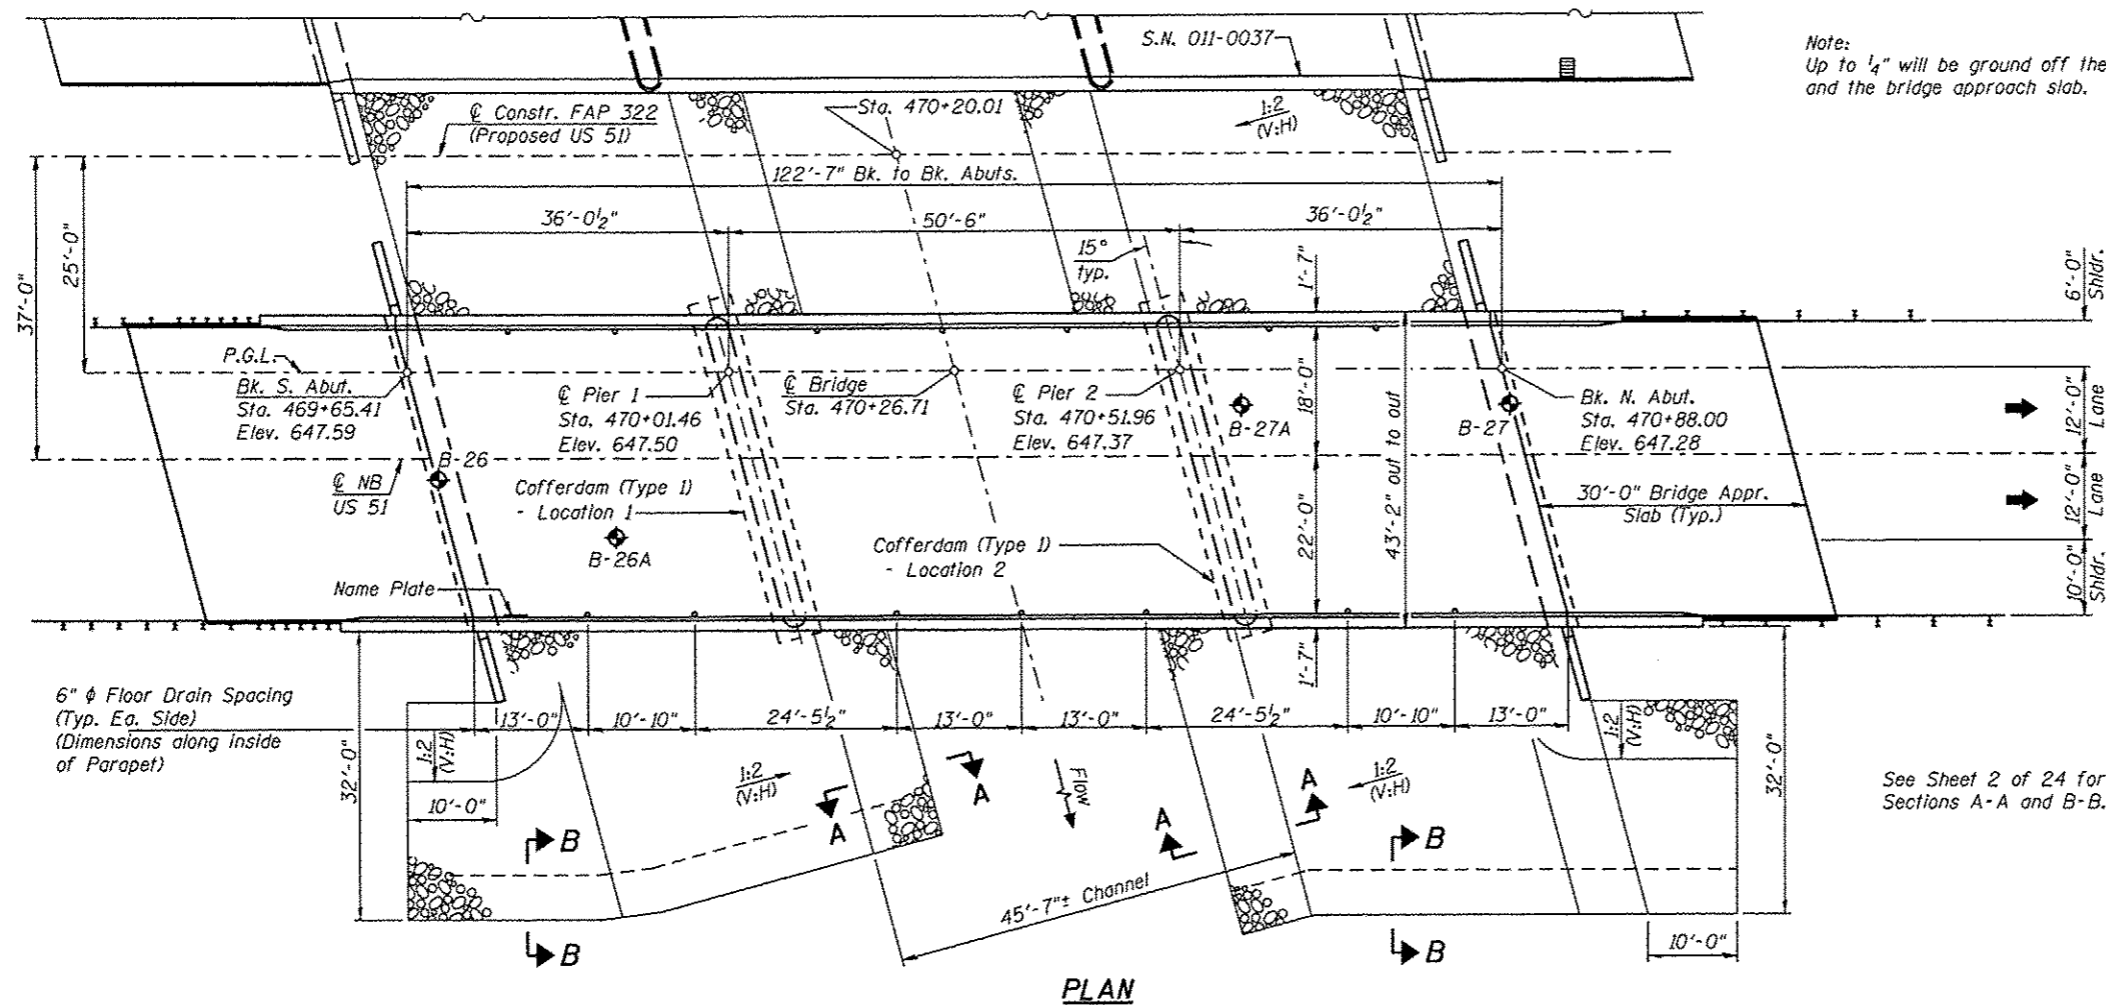 S.N. 011-0037
Note:
Up to 1/4" will be ground off the
and the bridge approach slab.
℄ Constr. FAP 322
(Proposed US 51)
Sta. 470+20.01
1:2
(V:H)
122'-7" Bk. to Bk. Abuts.
36'-0 1/2"
50'-6"
36'-0 1/2"
37'-0"
25'-0"
15°
typ.
1'-7"
6'-0"
Shldr.
P.G.L.
Bk. S. Abut.
Sta. 469+65.41
Elev. 647.59
℄ Pier 1
Sta. 470+01.46
Elev. 647.50
℄ Bridge
Sta. 470+26.71
℄ Pier 2
Sta. 470+51.96
Elev. 647.37
18'-0"
B-27A
B-27
Bk. N. Abut.
Sta. 470+88.00
Elev. 647.28
12'-0"
Lane
B-26
℄ NB
US 51
Cofferdam (Type 1)
- Location 1
B-26A
Cofferdam (Type 1)
- Location 2
22'-0"
43'-2" out to out
30'-0" Bridge Appr.
Slab (Typ.)
12'-0"
Lane
10'-0"
Shldr.
Name Plate
1'-7"
6" ϕ Floor Drain Spacing
(Typ. Ea. Side)
(Dimensions along inside
of Parapet)
13'-0"
10'-10"
24'-5 1/2"
13'-0"
13'-0"
24'-5 1/2"
10'-10"
13'-0"
1:2
(V:H)
32'-0"
10'-0"
1:2
(V:H)
A
A
Flow
A
A
1:2
(V:H)
1:2
(V:H)
32'-0"
See Sheet 2 of 24 for
Sections A-A and B-B.
B
B
45'-7"± Channel
B
B
10'-0"
PLAN